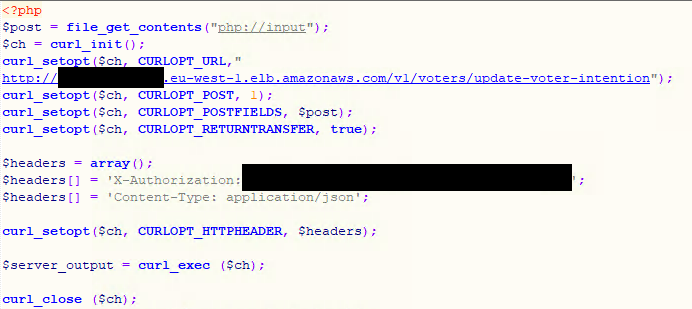 <?php
$post = file_get_contents("php://input");
$ch = curl_init();
curl_setopt($ch, CURLOPT_URL,"
http://.eu-west-1.elb.amazonaws.com/v1/voters/update-voter-intention");
curl_setopt($ch, CURLOPT_POST, 1);
curl_setopt($ch, CURLOPT_POSTFIELDS, $post);
curl_setopt($ch, CURLOPT_RETURNTRANSFER, true);
$headers = array();
$headers[] = 'X-Authorization:';
$headers[] = 'Content-Type: application/json';
curl_setopt($ch, CURLOPT_HTTPHEADER, $headers);
$server_output = curl_exec ($ch);
curl_close ($ch);